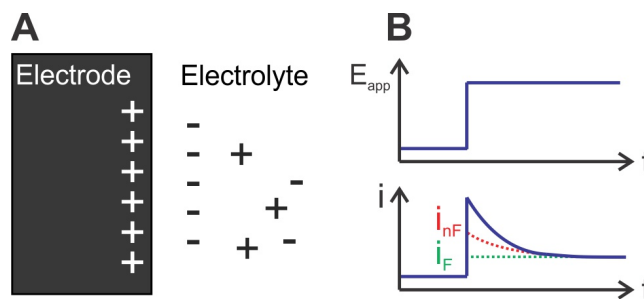 A
Electrode
Electrolyte
+
+
+
+
+
+
-
-
-
-
-
+
-
+
+ -
B
E_app
i
i_nF
i_F